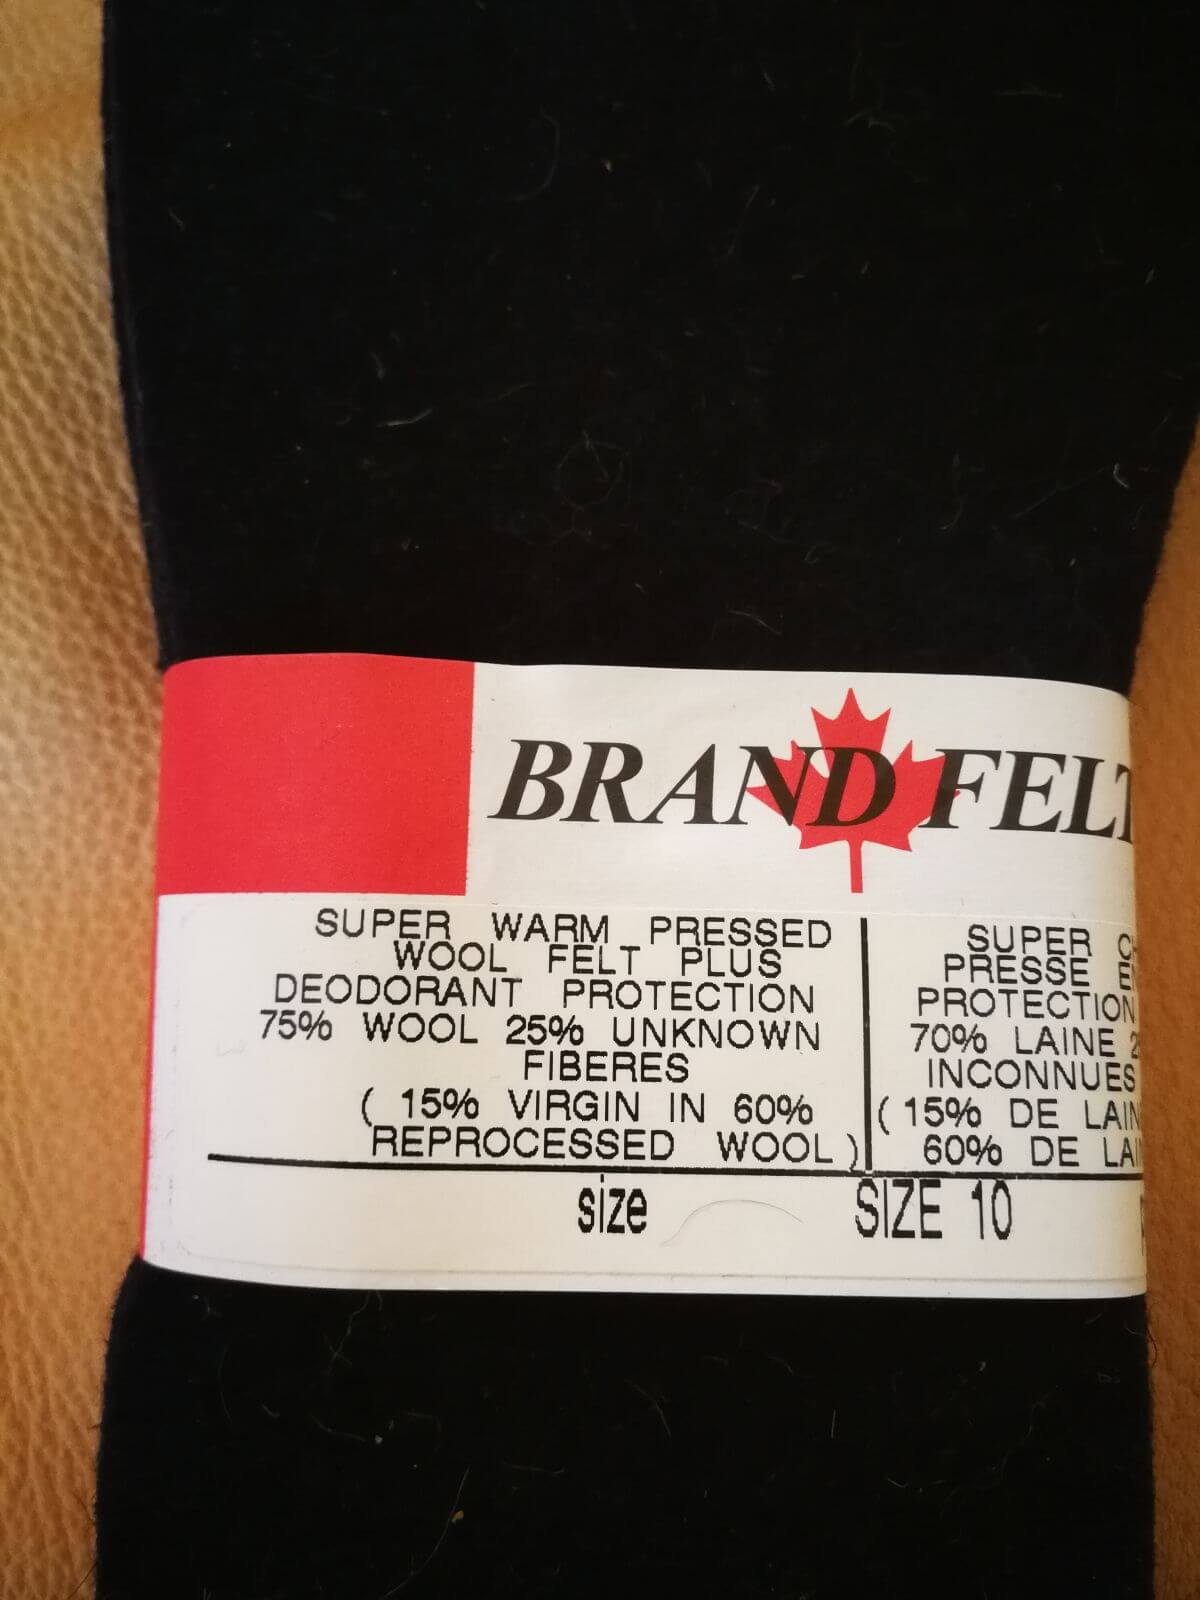 BRAND FELT
SUPER WARM PRESSED
WOOL FELT PLUS
DEODORANT PROTECTION
75% WOOL 25% UNKNOWN
FIBERES
( 15% VIRGIN IN 60%
REPROCESSED WOOL )
SUPER
PRESSE
PROTECTION
70% LAINE
INCONNUES
( 15% DE
60% DE
size SIZE 10